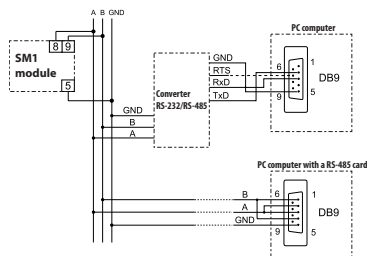 A B GND
PC computer
8 9
SM1
module
5
GND
RTS
RxD
TxD
6
1
DB9
9
5
Converter
RS-232/RS-485
GND
B
A
PC computer with a RS-485 card
B
A
GND
6
1
DB9
9
5